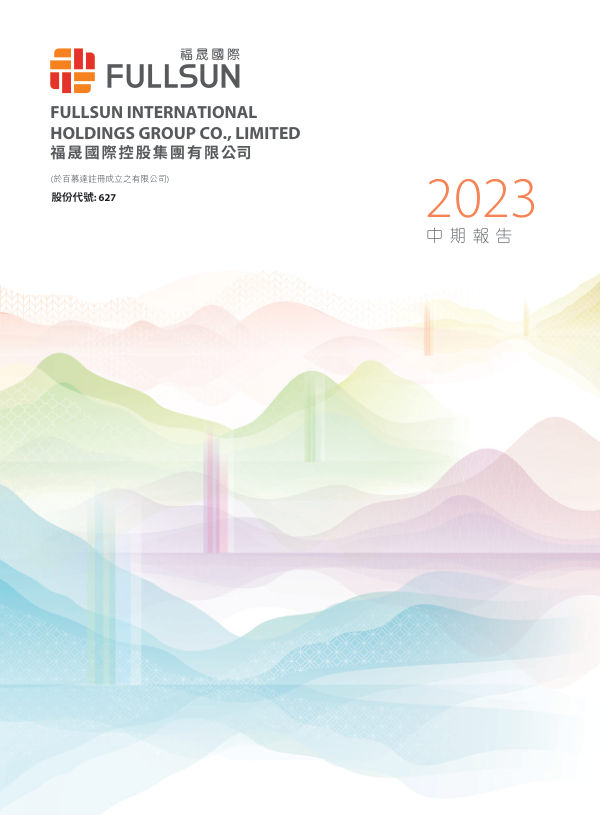 福晟國際
FULLSUN
FULLSUN INTERNATIONAL
HOLDINGS GROUP CO., LIMITED
福晟國際控股集團有限公司
(於百慕達註冊成立之有限公司)
股份代號: 627
2023
中期報告